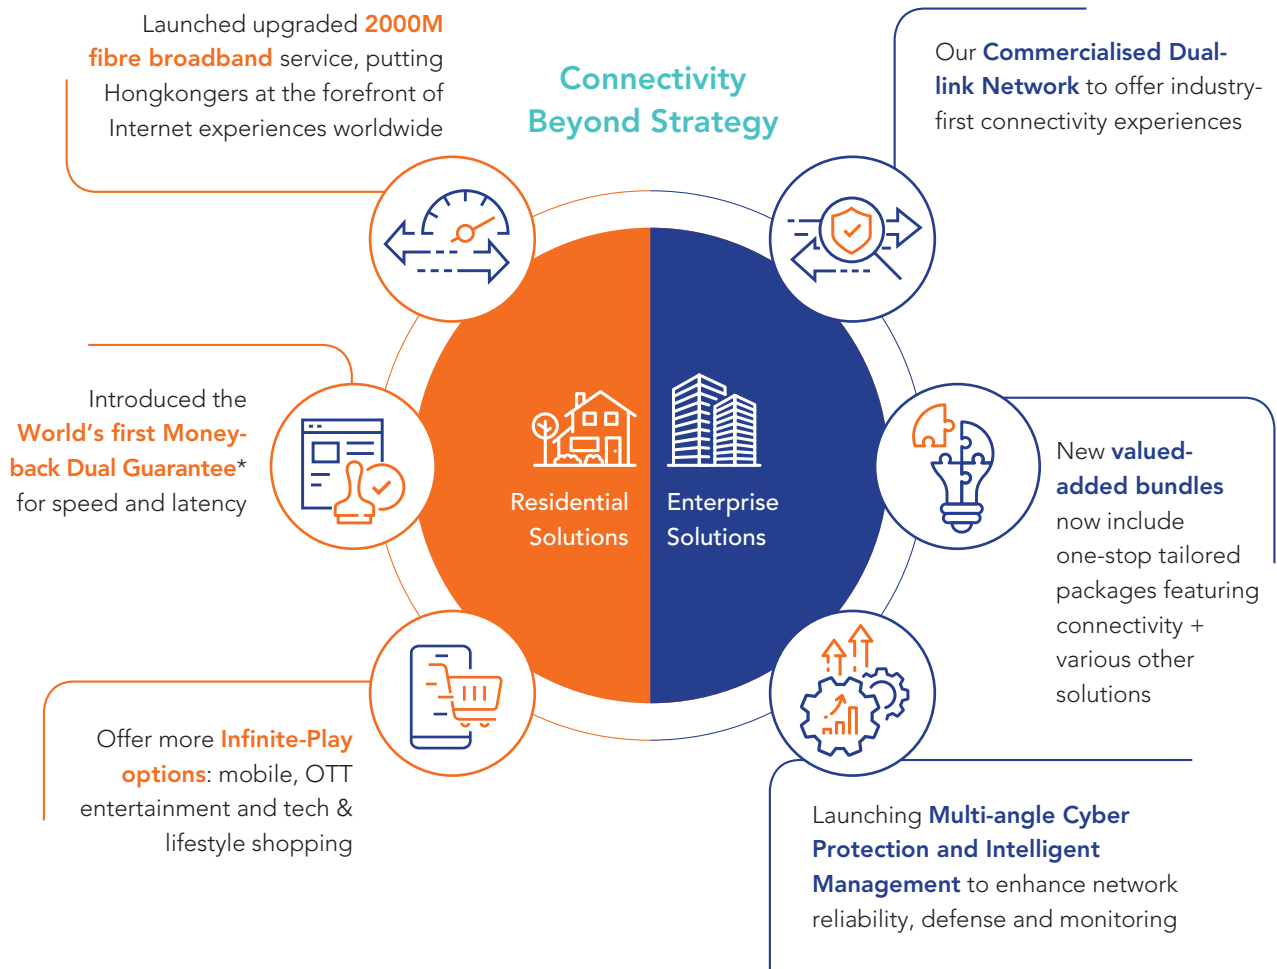 Launched upgraded 2000M
fibre broadband service, putting
Hongkongers at the forefront of
Internet experiences worldwide
Connectivity
Beyond Strategy
Our Commercialised Dual-
link Network to offer industry-
first connectivity experiences
Introduced the
World's first Money-
back Dual Guarantee*
for speed and latency
Residential
Solutions
Enterprise
Solutions
New valued-
added bundles
now include
one-stop tailored
packages featuring
connectivity +
various other
solutions
Offer more Infinite-Play
options: mobile, OTT
entertainment and tech &
lifestyle shopping
Launching Multi-angle Cyber
Protection and Intelligent
Management to enhance network
reliability, defense and monitoring